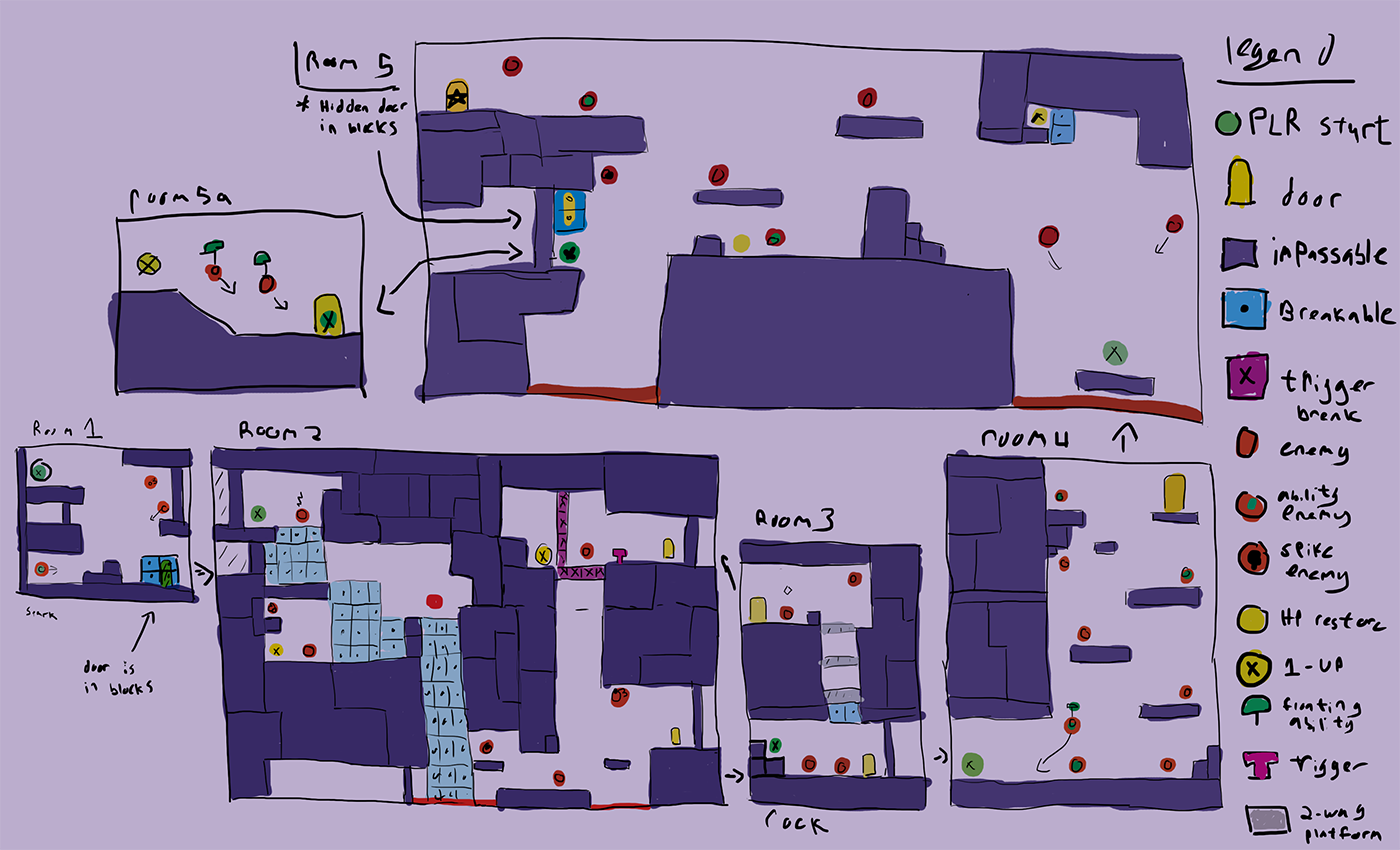 Room 5
* Hidden door
in blocks
room 5a
Room 1
Room 2
Room 3
room 4
door is
in blocks
rock
legend
PLR start
door
impassable
Breakable
trigger
break
enemy
ability
enemy
spike
enemy
HP restore
1-UP
floating
ability
trigger
2-way
platform